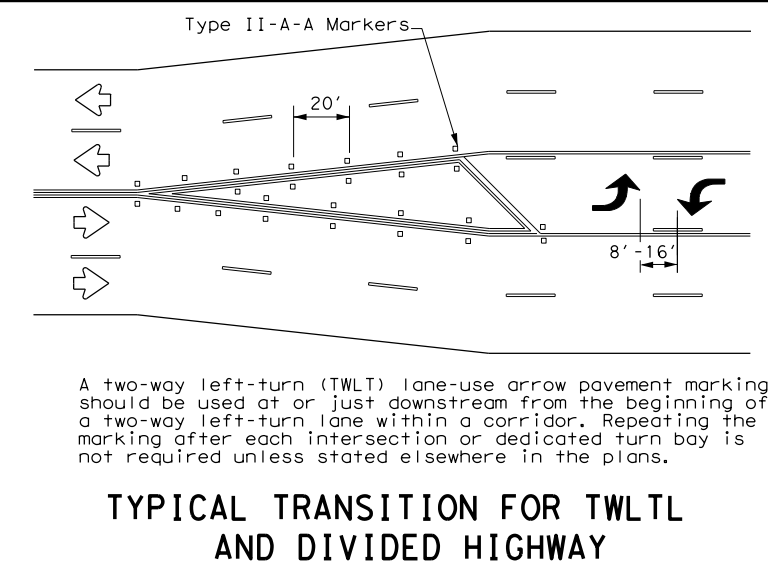 Type II-A-A Markers
20'
8'-16'
A two-way left-turn (TWLT) lane-use arrow pavement marking
should be used at or just downstream from the beginning of
a two-way left-turn lane within a corridor. Repeating the
marking after each intersection or dedicated turn bay is
not required unless stated elsewhere in the plans.
TYPICAL TRANSITION FOR TWLTL
AND DIVIDED HIGHWAY